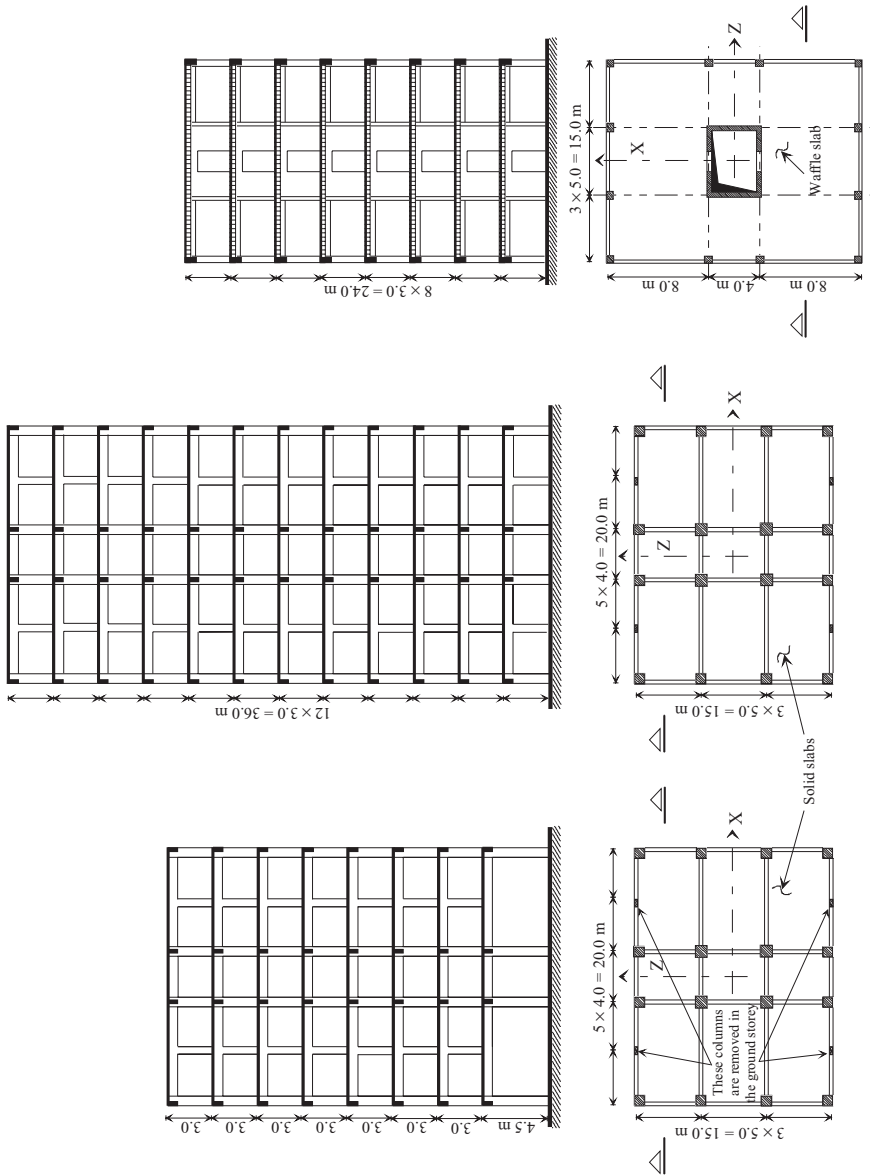 3.0
3.0
3.0
3.0
3.0
3.0
3.0
4.5 m
12 × 3.0 = 36.0 m
8 × 3.0 = 24.0 m
5 × 4.0 = 20.0 m
Z
X
3 × 5.0 = 15.0 m
These columns
are removed in
the ground storey
Solid slabs
5 × 4.0 = 20.0 m
Z
X
3 × 5.0 = 15.0 m
3 × 5.0 = 15.0 m
X
Z
8.0 m
4.0 m
8.0 m
Waffle slab